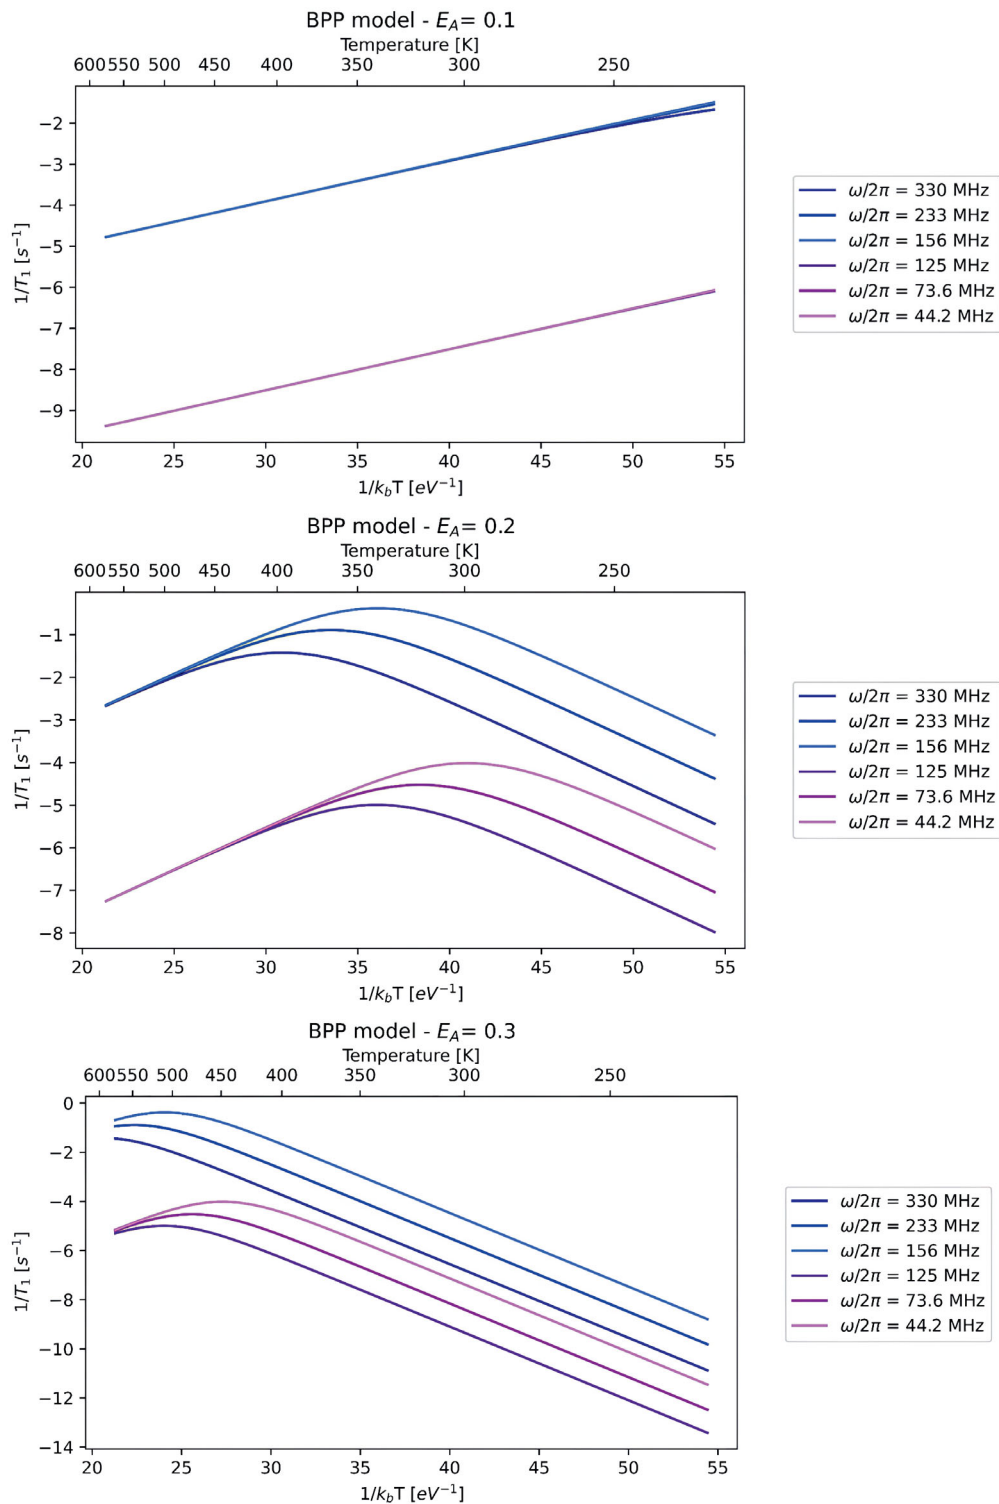 BPP model - E_A= 0.1
Temperature [K]
600 550 500 450 400 350 300 250
−2
−3
−4
−5
−6
−7
−8
−9
1/T₁ [s⁻¹]
20 25 30 35 40 45 50 55
1/k_bT [eV⁻¹]
ω/2π = 330 MHz
ω/2π = 233 MHz
ω/2π = 156 MHz
ω/2π = 125 MHz
ω/2π = 73.6 MHz
ω/2π = 44.2 MHz
BPP model - E_A= 0.2
Temperature [K]
600 550 500 450 400 350 300 250
−1
−2
−3
−4
−5
−6
−7
−8
1/T₁ [s⁻¹]
20 25 30 35 40 45 50 55
1/k_bT [eV⁻¹]
ω/2π = 330 MHz
ω/2π = 233 MHz
ω/2π = 156 MHz
ω/2π = 125 MHz
ω/2π = 73.6 MHz
ω/2π = 44.2 MHz
BPP model - E_A= 0.3
Temperature [K]
600 550 500 450 400 350 300 250
0
−2
−4
−6
−8
−10
−12
−14
1/T₁ [s⁻¹]
20 25 30 35 40 45 50 55
1/k_bT [eV⁻¹]
ω/2π = 330 MHz
ω/2π = 233 MHz
ω/2π = 156 MHz
ω/2π = 125 MHz
ω/2π = 73.6 MHz
ω/2π = 44.2 MHz